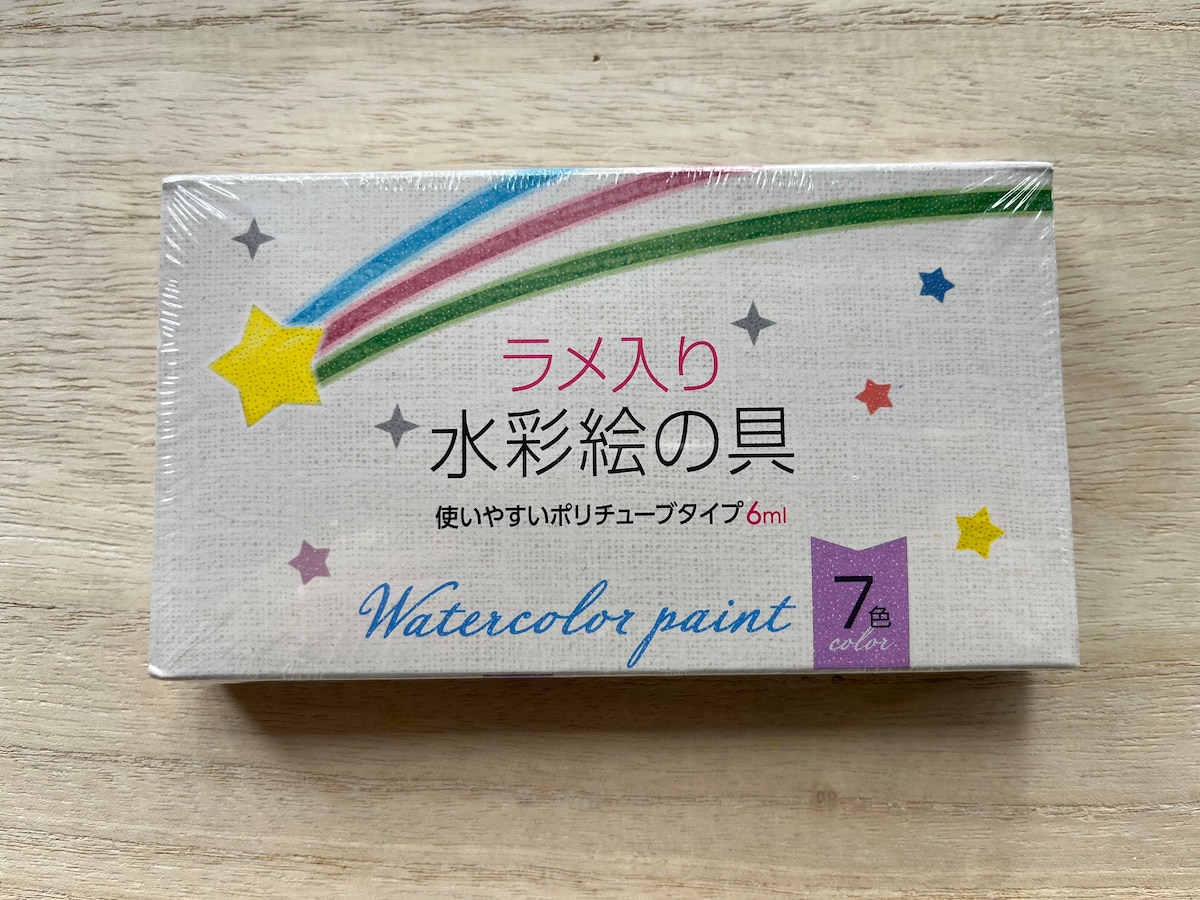 ラメ入り
水彩絵の具
使いやすいポリチューブタイプ6ml
Watercolor paint
7色
color